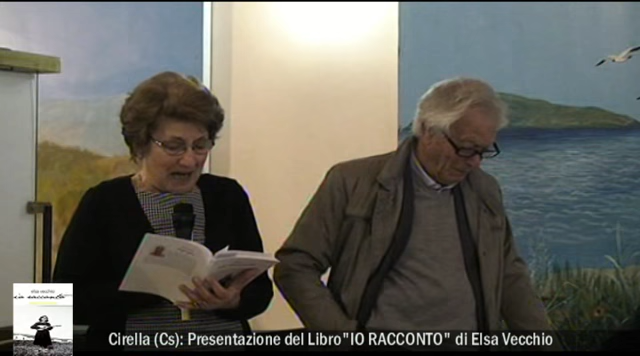 elsa vecchio
io racconto
Cirella (Cs): Presentazione del Libro"IO RACCONTO" di Elsa Vecchio